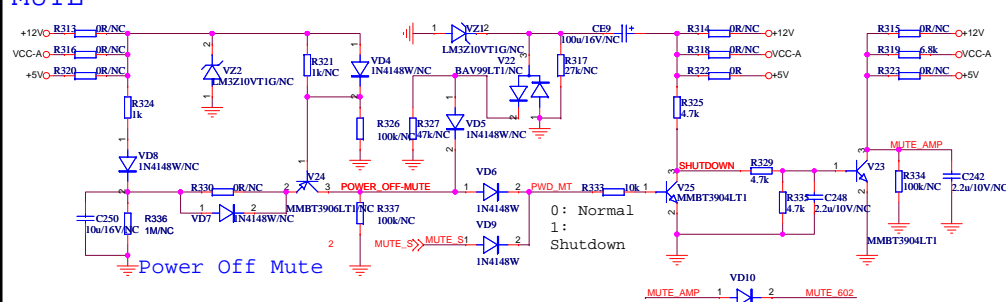 MUTE
R313 0R/NC
+12V
R316 0R/NC
VCC-A
R320 0R/NC
+5V
R324
1k
VD8
1N4148W/NC
C250
10u/16V/NC
R336
1M/NC
VZ2
LM3Z10VT1G/NC
R321
1k/NC
VD4
1N4148W/NC
R326
100k/NC
R330 0R/NC
VD7 1N4148W/NC
V24
MMBT3906LT1/NC
POWER_OFF-MUTE
R337
100k/NC
Power Off Mute
VZ1
LM3Z10VT1G/NC
CE9
100u/16V/NC
V22
BAV99LT1/NC
R317
27k/NC
R327
47k/NC
VD5
1N4148W/NC
VD6
1N4148W
PWD_MT
R333 10k
VD9
1N4148W
2 MUTE_S MUTE_S
0: Normal
1:
Shutdown
R314 0R/NC
+12V
R318 0R/NC
VCC-A
R322 0R
+5V
R325
4.7k
SHUTDOWN
V25
MMBT3904LT1
R329
4.7k
R335
4.7k
C248
2.2u/10V/NC
R315 0R/NC
+12V
R319 6.8k
VCC-A
R323 0R/NC
+5V
MUTE_AMP
V23
MMBT3904LT1
R334
100k/NC
C242
2.2u/10V/NC
VD10
MUTE_AMP 1 2 MUTE_602